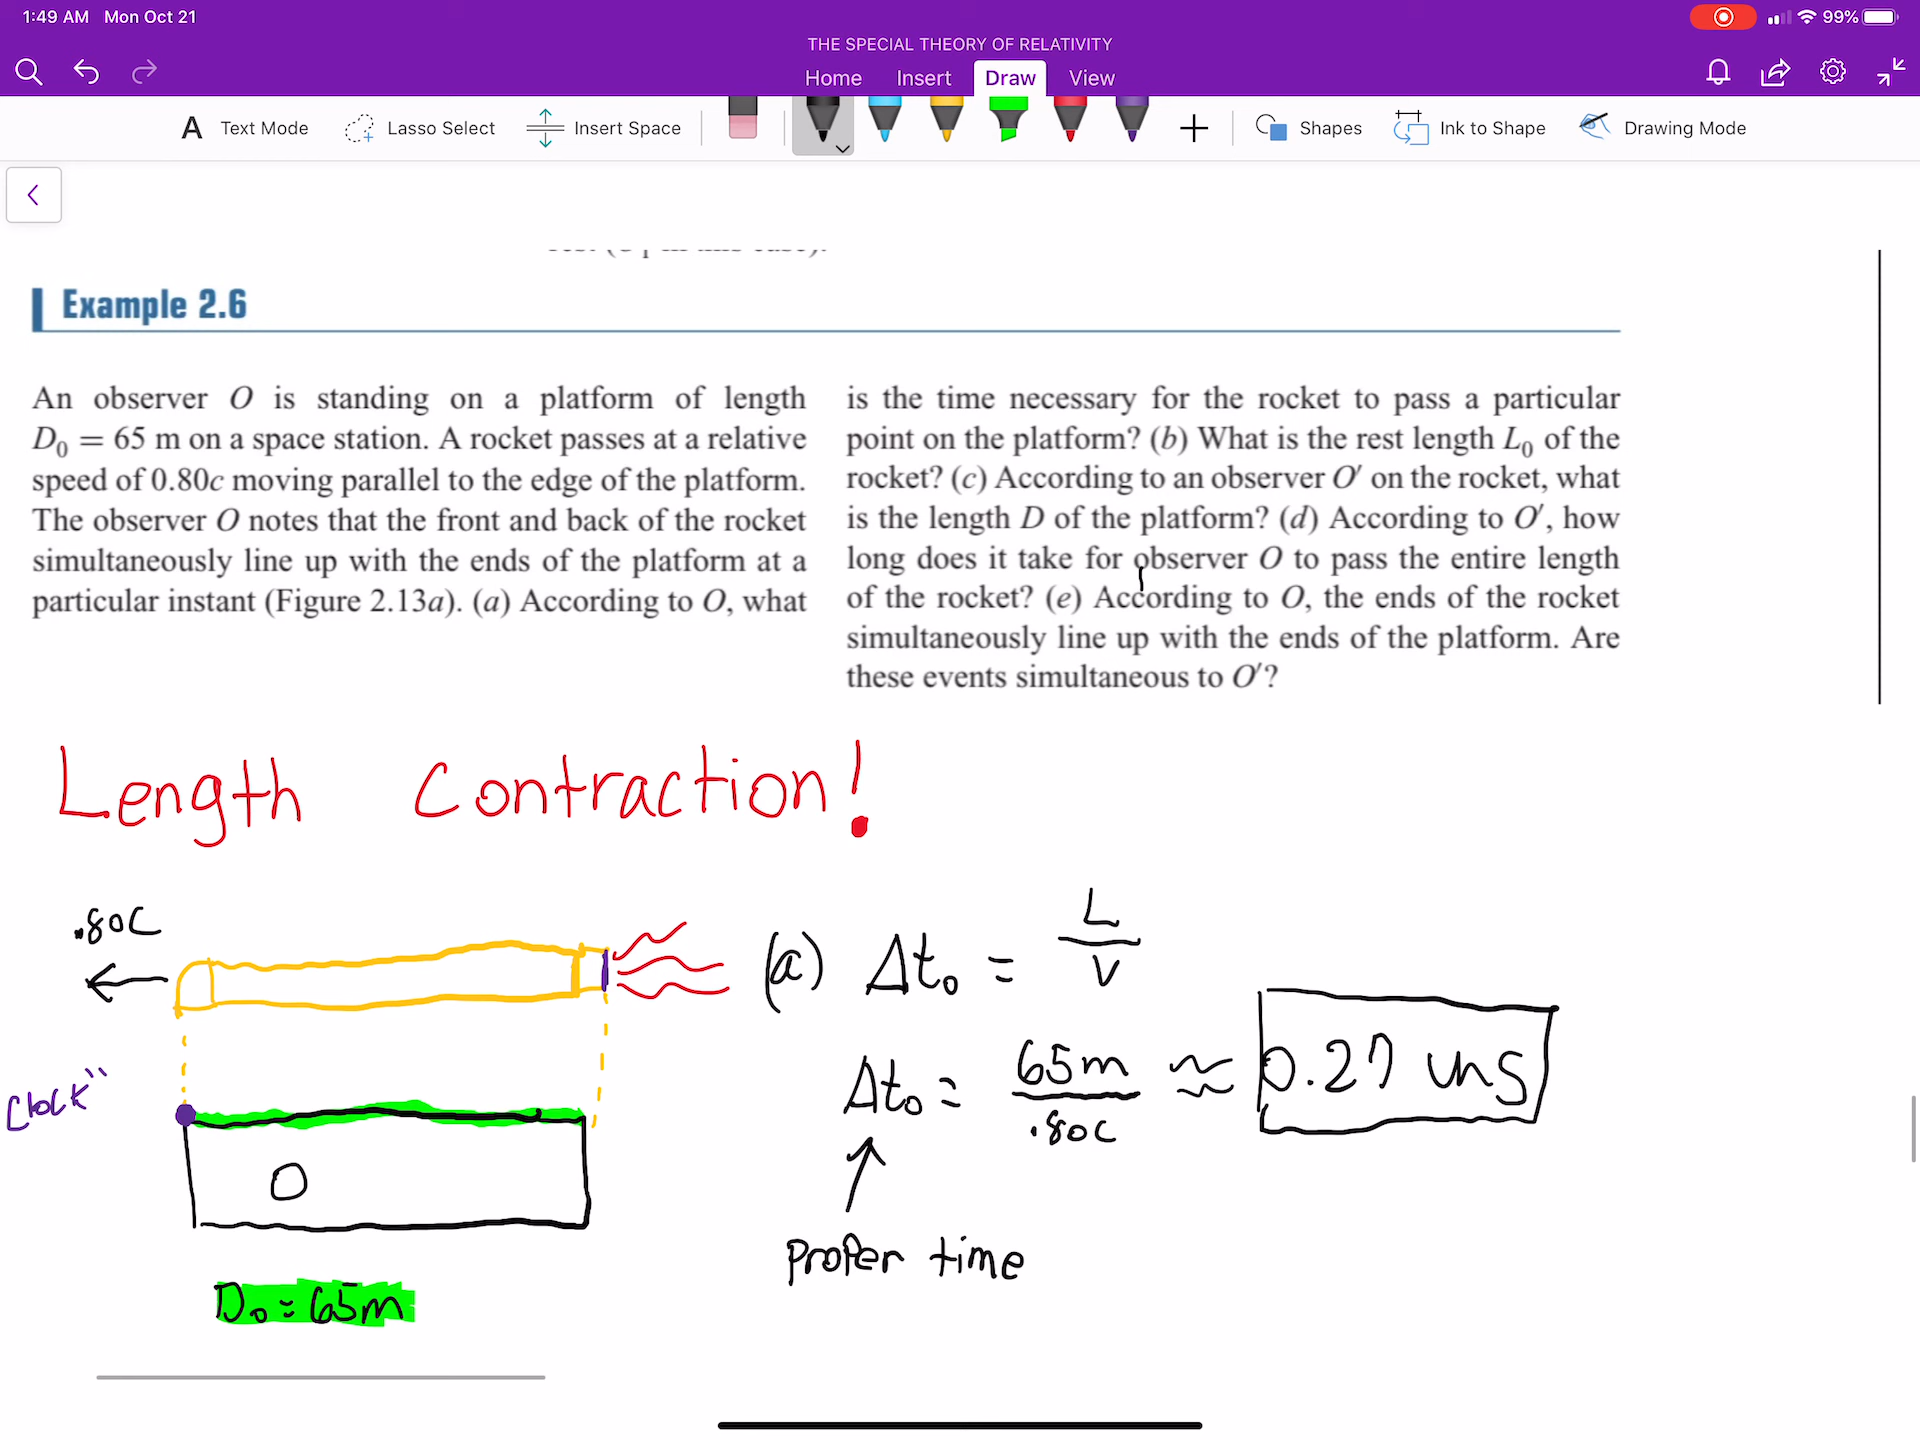 1:49 AM Mon Oct 21
99%
THE SPECIAL THEORY OF RELATIVITY
Home Insert Draw View
A Text Mode Lasso Select Insert Space Shapes Ink to Shape Drawing Mode
Example 2.6
An observer O is standing on a platform of length
D₀ = 65 m on a space station. A rocket passes at a relative
speed of 0.80c moving parallel to the edge of the platform.
The observer O notes that the front and back of the rocket
simultaneously line up with the ends of the platform at a
particular instant (Figure 2.13a). (a) According to O, what
is the time necessary for the rocket to pass a particular
point on the platform? (b) What is the rest length L₀ of the
rocket? (c) According to an observer O′ on the rocket, what
is the length D of the platform? (d) According to O′, how
long does it take for observer O to pass the entire length
of the rocket? (e) According to O, the ends of the rocket
simultaneously line up with the ends of the platform. Are
these events simultaneous to O′?
Length Contraction!
.80C
(a) Δt₀ = L/V
Clock"
Δt₀ = 65m/.80C ≈ 0.27
O
Proper time
D₀ = 65m